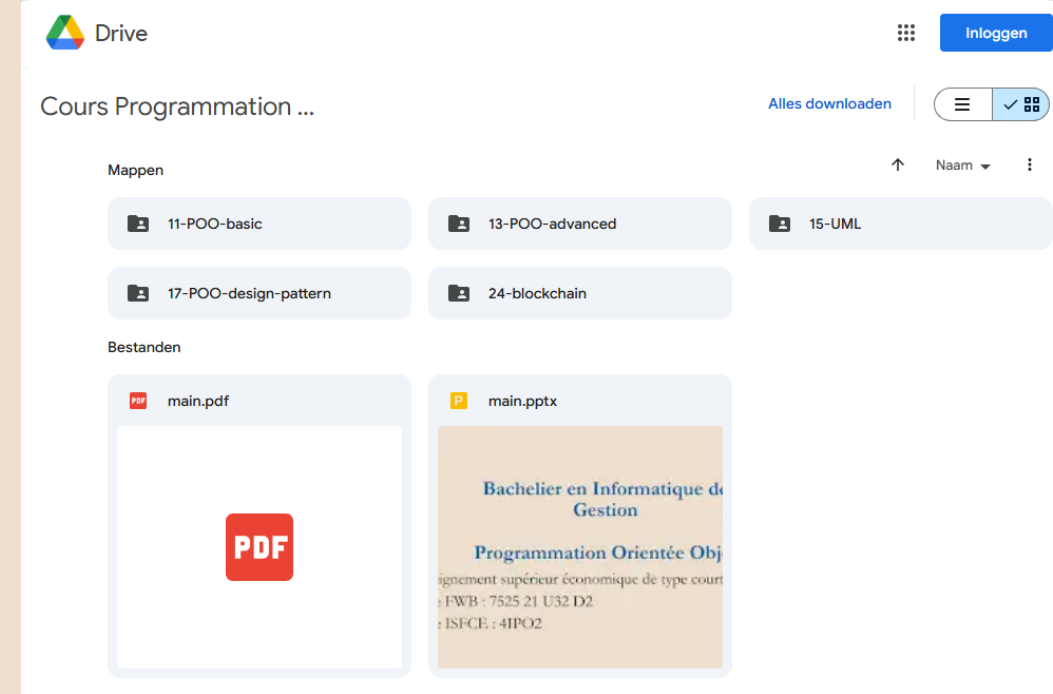 Drive
Inloggen
Cours Programmation ...
Alles downloaden
Mappen
Naam
11-POO-basic
13-POO-advanced
15-UML
17-POO-design-pattern
24-blockchain
Bestanden
PDF main.pdf
P main.pptx
PDF
Bachelier en Informatique de
Gestion
Programmation Orientée Obj
ignement supérieur économique de type court
: FWB : 7525 21 U32 D2
: ISFCE : 4IPO2